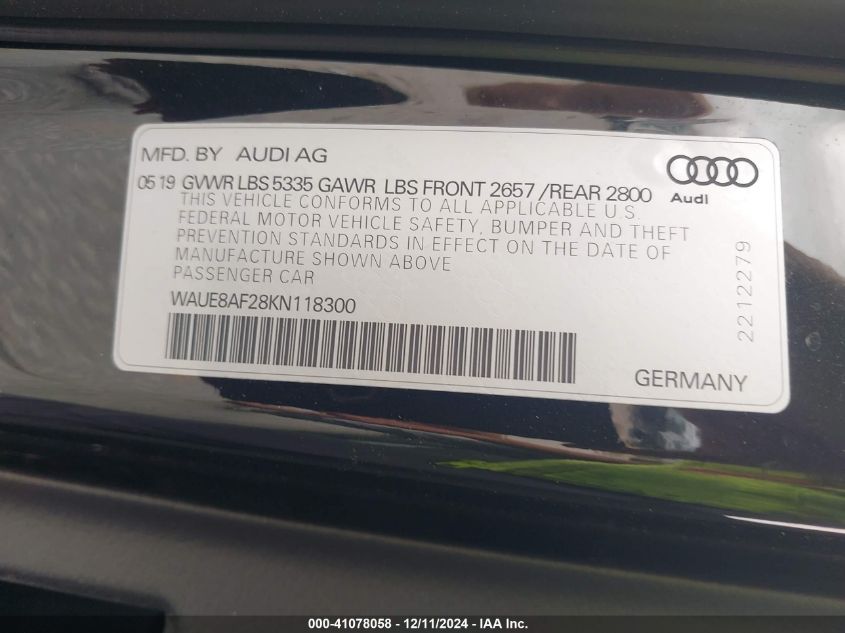 MFD. BY AUDI AG
05 19 GVWR LBS 5335 GAWR LBS FRONT 2657 /REAR 2800
THIS VEHICLE CONFORMS TO ALL APPLICABLE U.S.
FEDERAL MOTOR VEHICLE SAFETY, BUMPER AND THEFT
PREVENTION STANDARDS IN EFFECT ON THE DATE OF
MANUFACTURE SHOWN ABOVE
PASSENGER CAR
WAUE8AF28KN118300
Audi
2212279
GERMANY
000-41078058 - 12/11/2024 - IAA Inc.